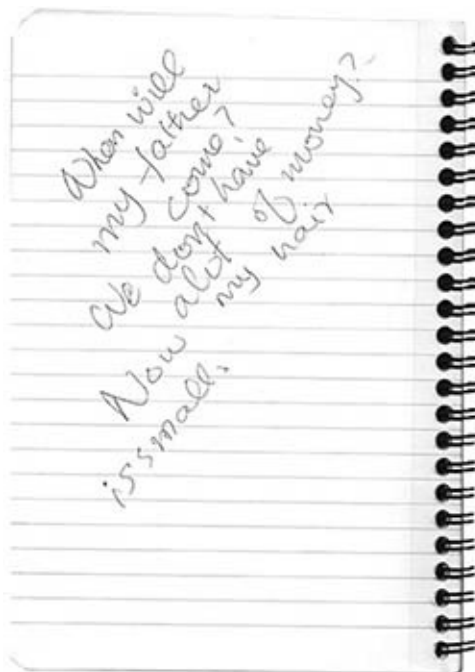 When will
my father
come?
We don't have
alot of money?
Now my hair
is small.